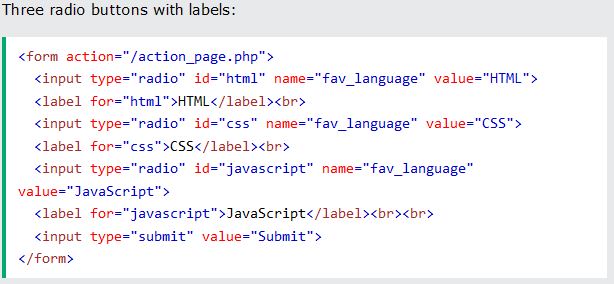 Three radio buttons with labels:
<form action="/action_page.php">
<input type="radio" id="html" name="fav_language" value="HTML">
<label for="html">HTML</label><br>
<input type="radio" id="css" name="fav_language" value="CSS">
<label for="css">CSS</label><br>
<input type="radio" id="javascript" name="fav_language"
value="JavaScript">
<label for="javascript">JavaScript</label><br><br>
<input type="submit" value="Submit">
</form>